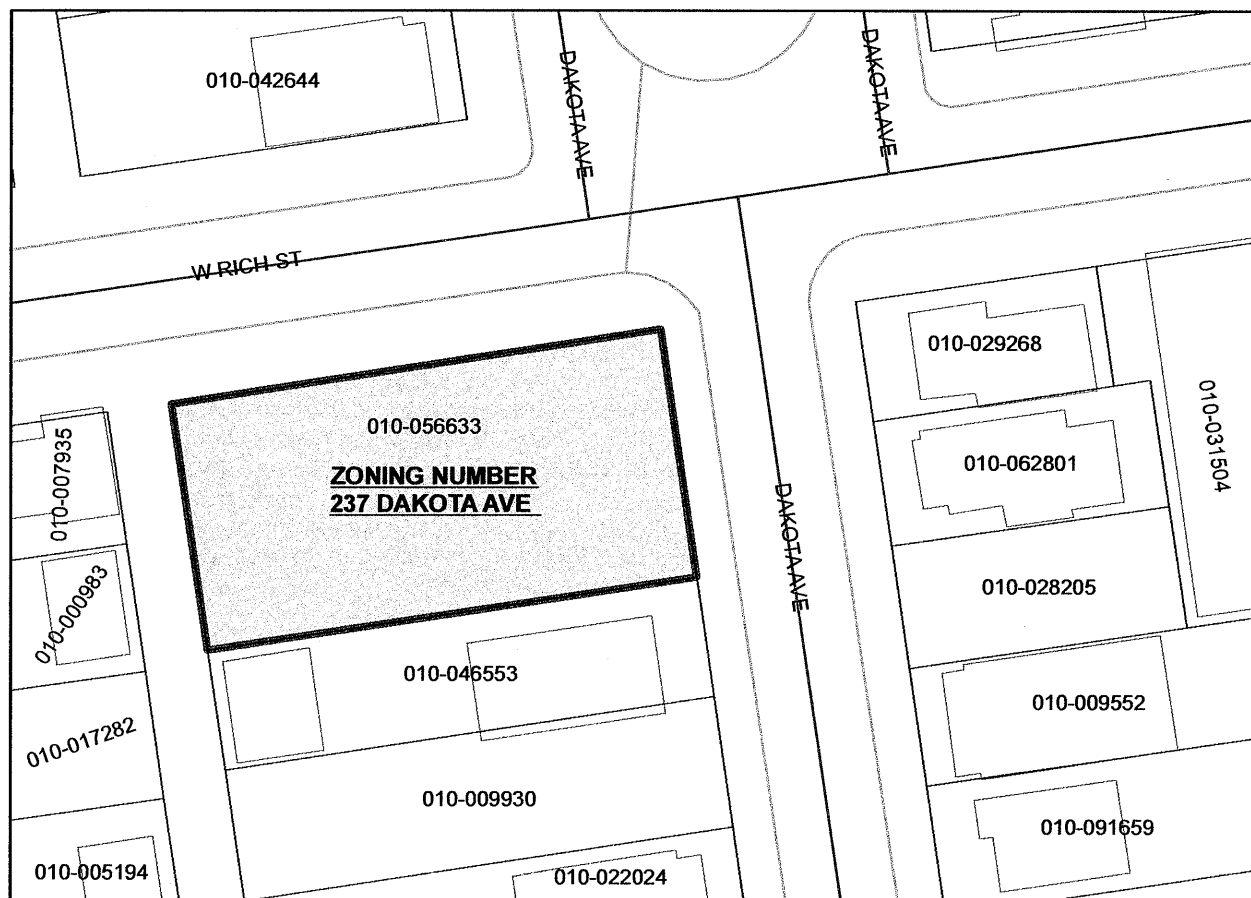 010-042644
DAKOTA AVE
DAKOTA AVE
W RICH ST
010-029268
010-056633
010-007935
010-031504
ZONING NUMBER
237 DAKOTA AVE
010-062801
DAKOTA AVE
010-000983
010-028205
010-046553
010-009552
010-017282
010-009930
010-091659
010-005194
010-022024